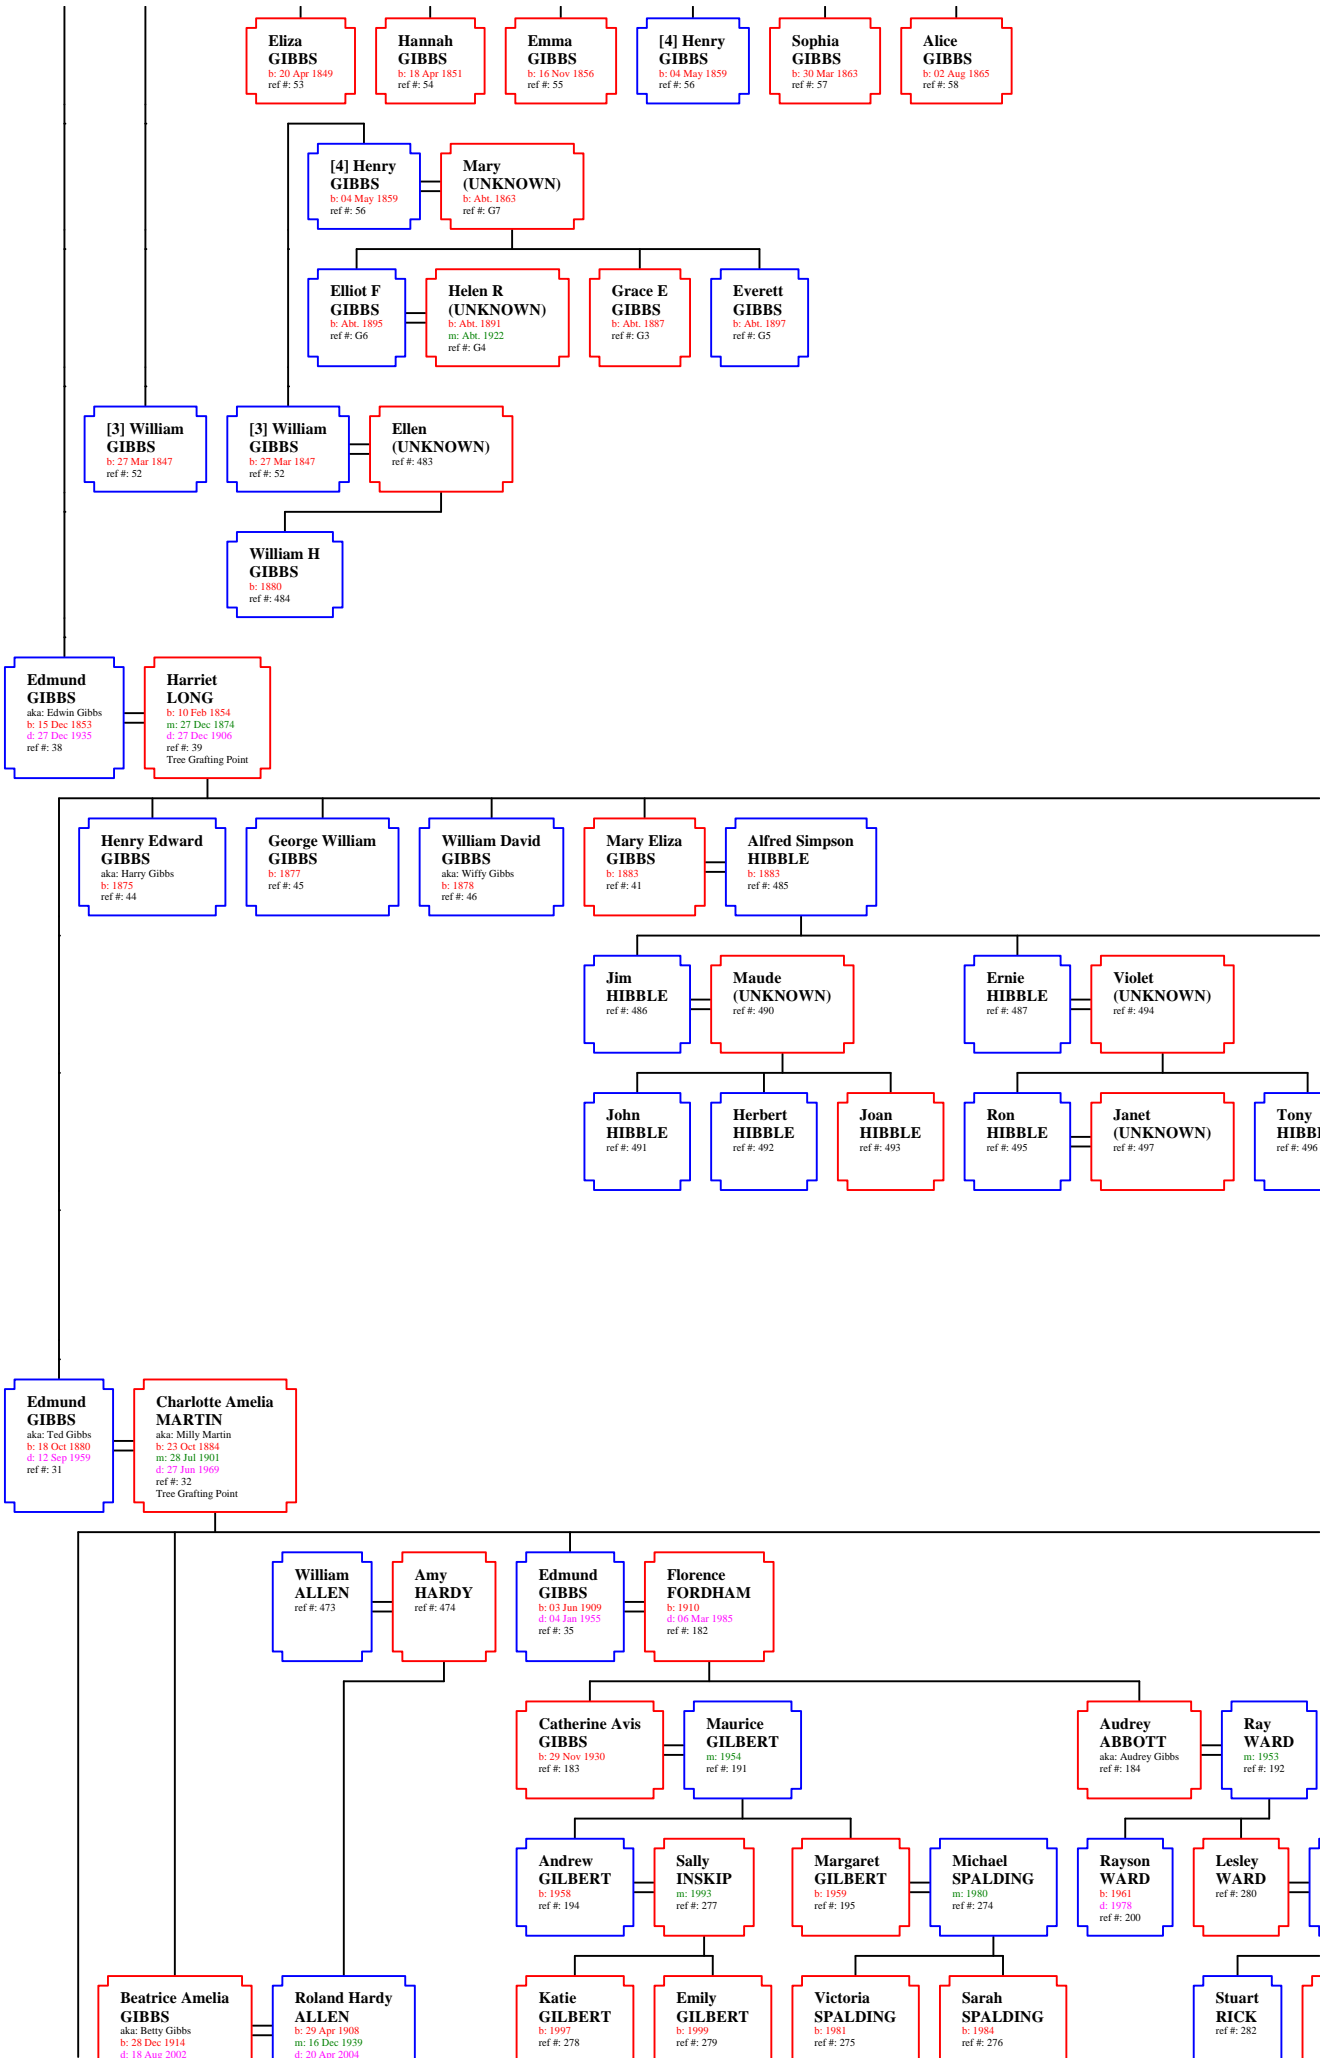 Eliza
GIBBS
b: 20 Apr 1849
ref #: 53
Hannah
GIBBS
b: 18 Apr 1851
ref #: 54
Emma
GIBBS
b: 16 Nov 1856
ref #: 55
[4] Henry
GIBBS
b: 04 May 1859
ref #: 56
Sophia
GIBBS
b: 30 Mar 1863
ref #: 57
Alice
GIBBS
b: 02 Aug 1865
ref #: 58
[4] Henry
GIBBS
b: 04 May 1859
ref #: 56
Mary
(UNKNOWN)
b: Abt. 1863
ref #: G7
Elliot F
GIBBS
b: Abt. 1895
ref #: G6
Helen R
(UNKNOWN)
b: Abt. 1891
m: Abt. 1922
ref #: G4
Grace E
GIBBS
b: Abt. 1887
ref #: G3
Everett
GIBBS
b: Abt. 1897
ref #: G5
[3] William
GIBBS
b: 27 Mar 1847
ref #: 52
[3] William
GIBBS
b: 27 Mar 1847
ref #: 52
Ellen
(UNKNOWN)
ref #: 483
William H
GIBBS
b: 1880
ref #: 484
Edmund
GIBBS
aka: Edwin Gibbs
b: 15 Dec 1853
d: 27 Dec 1935
ref #: 38
Harriet
LONG
b: 10 Feb 1854
m: 27 Dec 1874
d: 27 Dec 1906
ref #: 39
Tree Grafting Point
Henry Edward
GIBBS
aka: Harry Gibbs
b: 1875
ref #: 44
George William
GIBBS
b: 1877
ref #: 45
William David
GIBBS
aka: Wiffy Gibbs
b: 1878
ref #: 46
Mary Eliza
GIBBS
b: 1883
ref #: 41
Alfred Simpson
HIBBLE
b: 1883
ref #: 485
Jim
HIBBLE
ref #: 486
Maude
(UNKNOWN)
ref #: 490
Ernie
HIBBLE
ref #: 487
Violet
(UNKNOWN)
ref #: 494
John
HIBBLE
ref #: 491
Herbert
HIBBLE
ref #: 492
Joan
HIBBLE
ref #: 493
Ron
HIBBLE
ref #: 495
Janet
(UNKNOWN)
ref #: 497
Tony
ref #: 496
Edmund
GIBBS
aka: Ted Gibbs
b: 18 Oct 1880
d: 12 Sep 1959
ref #: 31
Charlotte Amelia
MARTIN
aka: Milly Martin
b: 23 Oct 1884
m: 28 Jul 1901
d: 27 Jun 1969
ref #: 32
Tree Grafting Point
William
ALLEN
ref #: 473
Amy
HARDY
ref #: 474
Edmund
GIBBS
b: 03 Jun 1909
d: 04 Jan 1955
ref #: 35
Florence
FORDHAM
b: 1910
d: 06 Mar 1985
ref #: 182
Catherine Avis
GIBBS
b: 29 Nov 1930
ref #: 183
Maurice
GILBERT
m: 1954
ref #: 191
Audrey
ABBOTT
aka: Audrey Gibbs
ref #: 184
Ray
WARD
m: 1953
ref #: 192
Andrew
GILBERT
b: 1958
ref #: 194
Sally
INSKIP
m: 1993
ref #: 277
Margaret
GILBERT
b: 1959
ref #: 195
Michael
SPALDING
m: 1980
ref #: 274
Rayson
WARD
b: 1961
d: 1978
ref #: 200
Lesley
WARD
ref #: 280
Beatrice Amelia
GIBBS
aka: Betty Gibbs
b: 28 Dec 1914
d: 18 Aug 2002
Roland Hardy
ALLEN
b: 29 Apr 1908
m: 16 Dec 1939
d: 20 Apr 2004
Katie
GILBERT
b: 1997
ref #: 278
Emily
GILBERT
b: 1999
ref #: 279
Victoria
SPALDING
b: 1981
ref #: 275
Sarah
SPALDING
b: 1984
ref #: 276
Stuart
RICK
ref #: 282